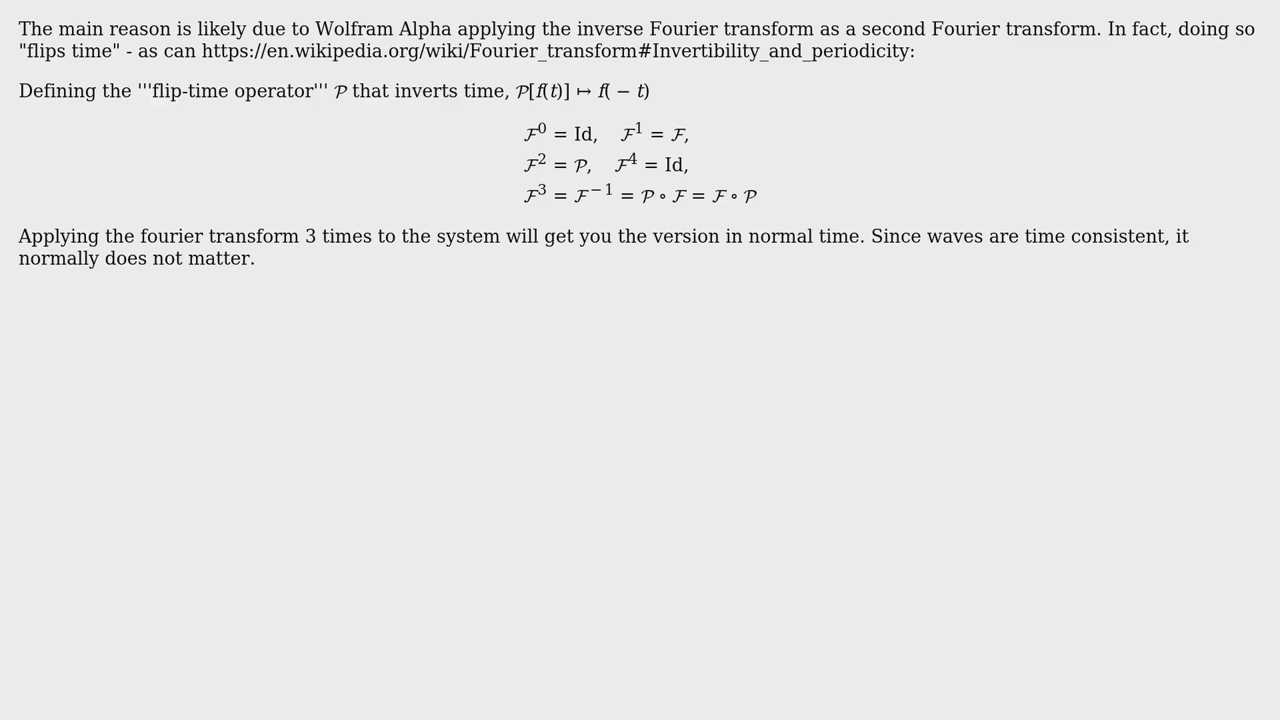 The main reason is likely due to Wolfram Alpha applying the inverse Fourier transform as a second Fourier transform. In fact, doing so
"flips time" - as can https://en.wikipedia.org/wiki/Fourier_transform#Invertibility_and_periodicity:
Defining the '''flip-time operator''' 𝒫 that inverts time, 𝒫[f(t)] ↦ f( − t)
ℱ⁰ = Id, ℱ¹ = ℱ,
ℱ² = 𝒫, ℱ⁴ = Id,
ℱ³ = ℱ⁻¹ = 𝒫 ∘ ℱ = ℱ ∘ 𝒫
Applying the fourier transform 3 times to the system will get you the version in normal time. Since waves are time consistent, it
normally does not matter.